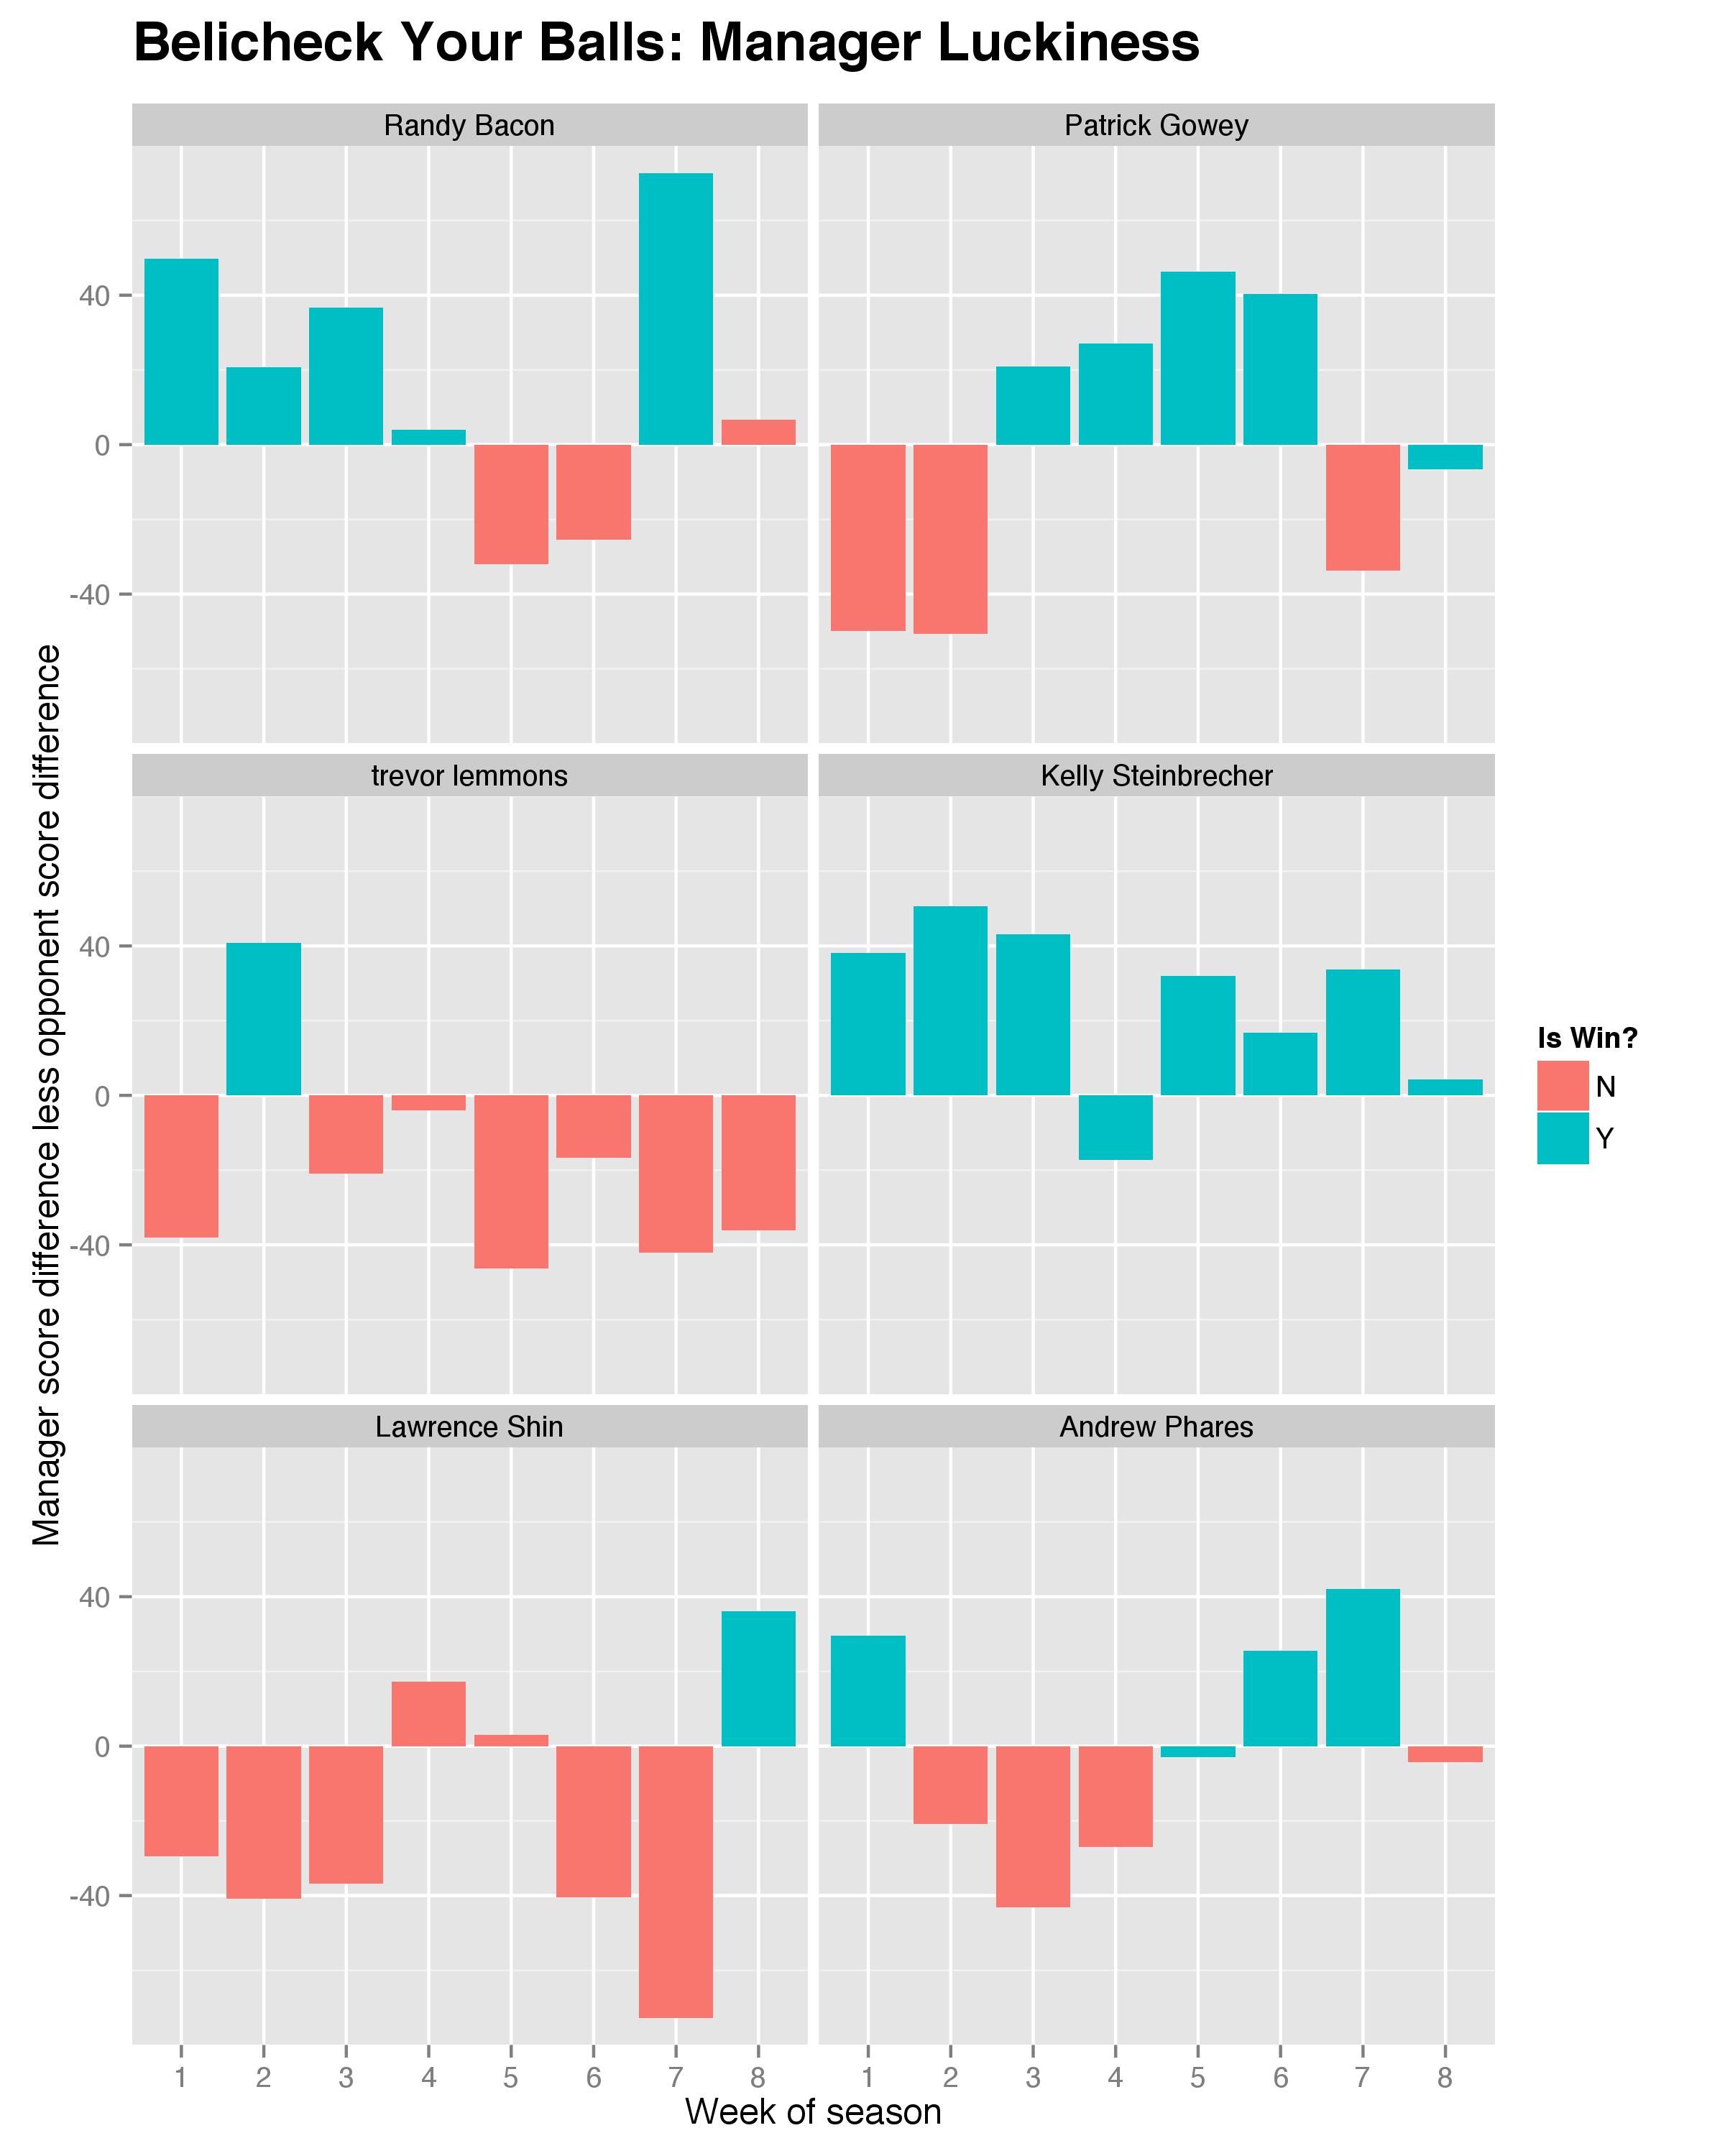 Belicheck Your Balls: Manager Luckiness
Randy Bacon
Patrick Gowey
40
0
-40
trevor lemmons
Kelly Steinbrecher
40
0
-40
Lawrence Shin
Andrew Phares
40
0
-40
1 2 3 4 5 6 7 8
1 2 3 4 5 6 7 8
Week of season
Manager score difference less opponent score difference
Is Win?
N
Y